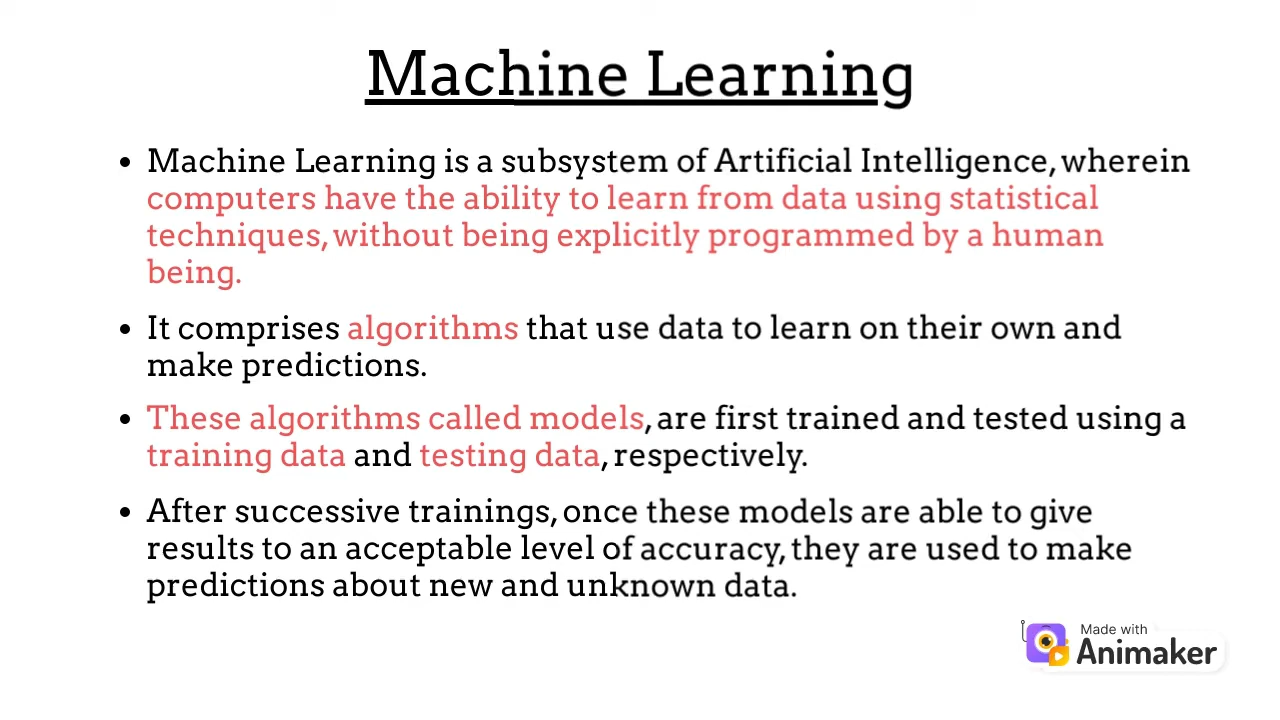 Machine Learning
• Machine Learning is a subsystem of Artificial Intelligence, wherein
computers have the ability to learn from data using statistical
techniques, without being explicitly programmed by a human
being.
• It comprises algorithms that use data to learn on their own and
make predictions.
• These algorithms called models, are first trained and tested using a
training data and testing data, respectively.
• After successive trainings, once these models are able to give
results to an acceptable level of accuracy, they are used to make
predictions about new and unknown data.
Made with
Animaker